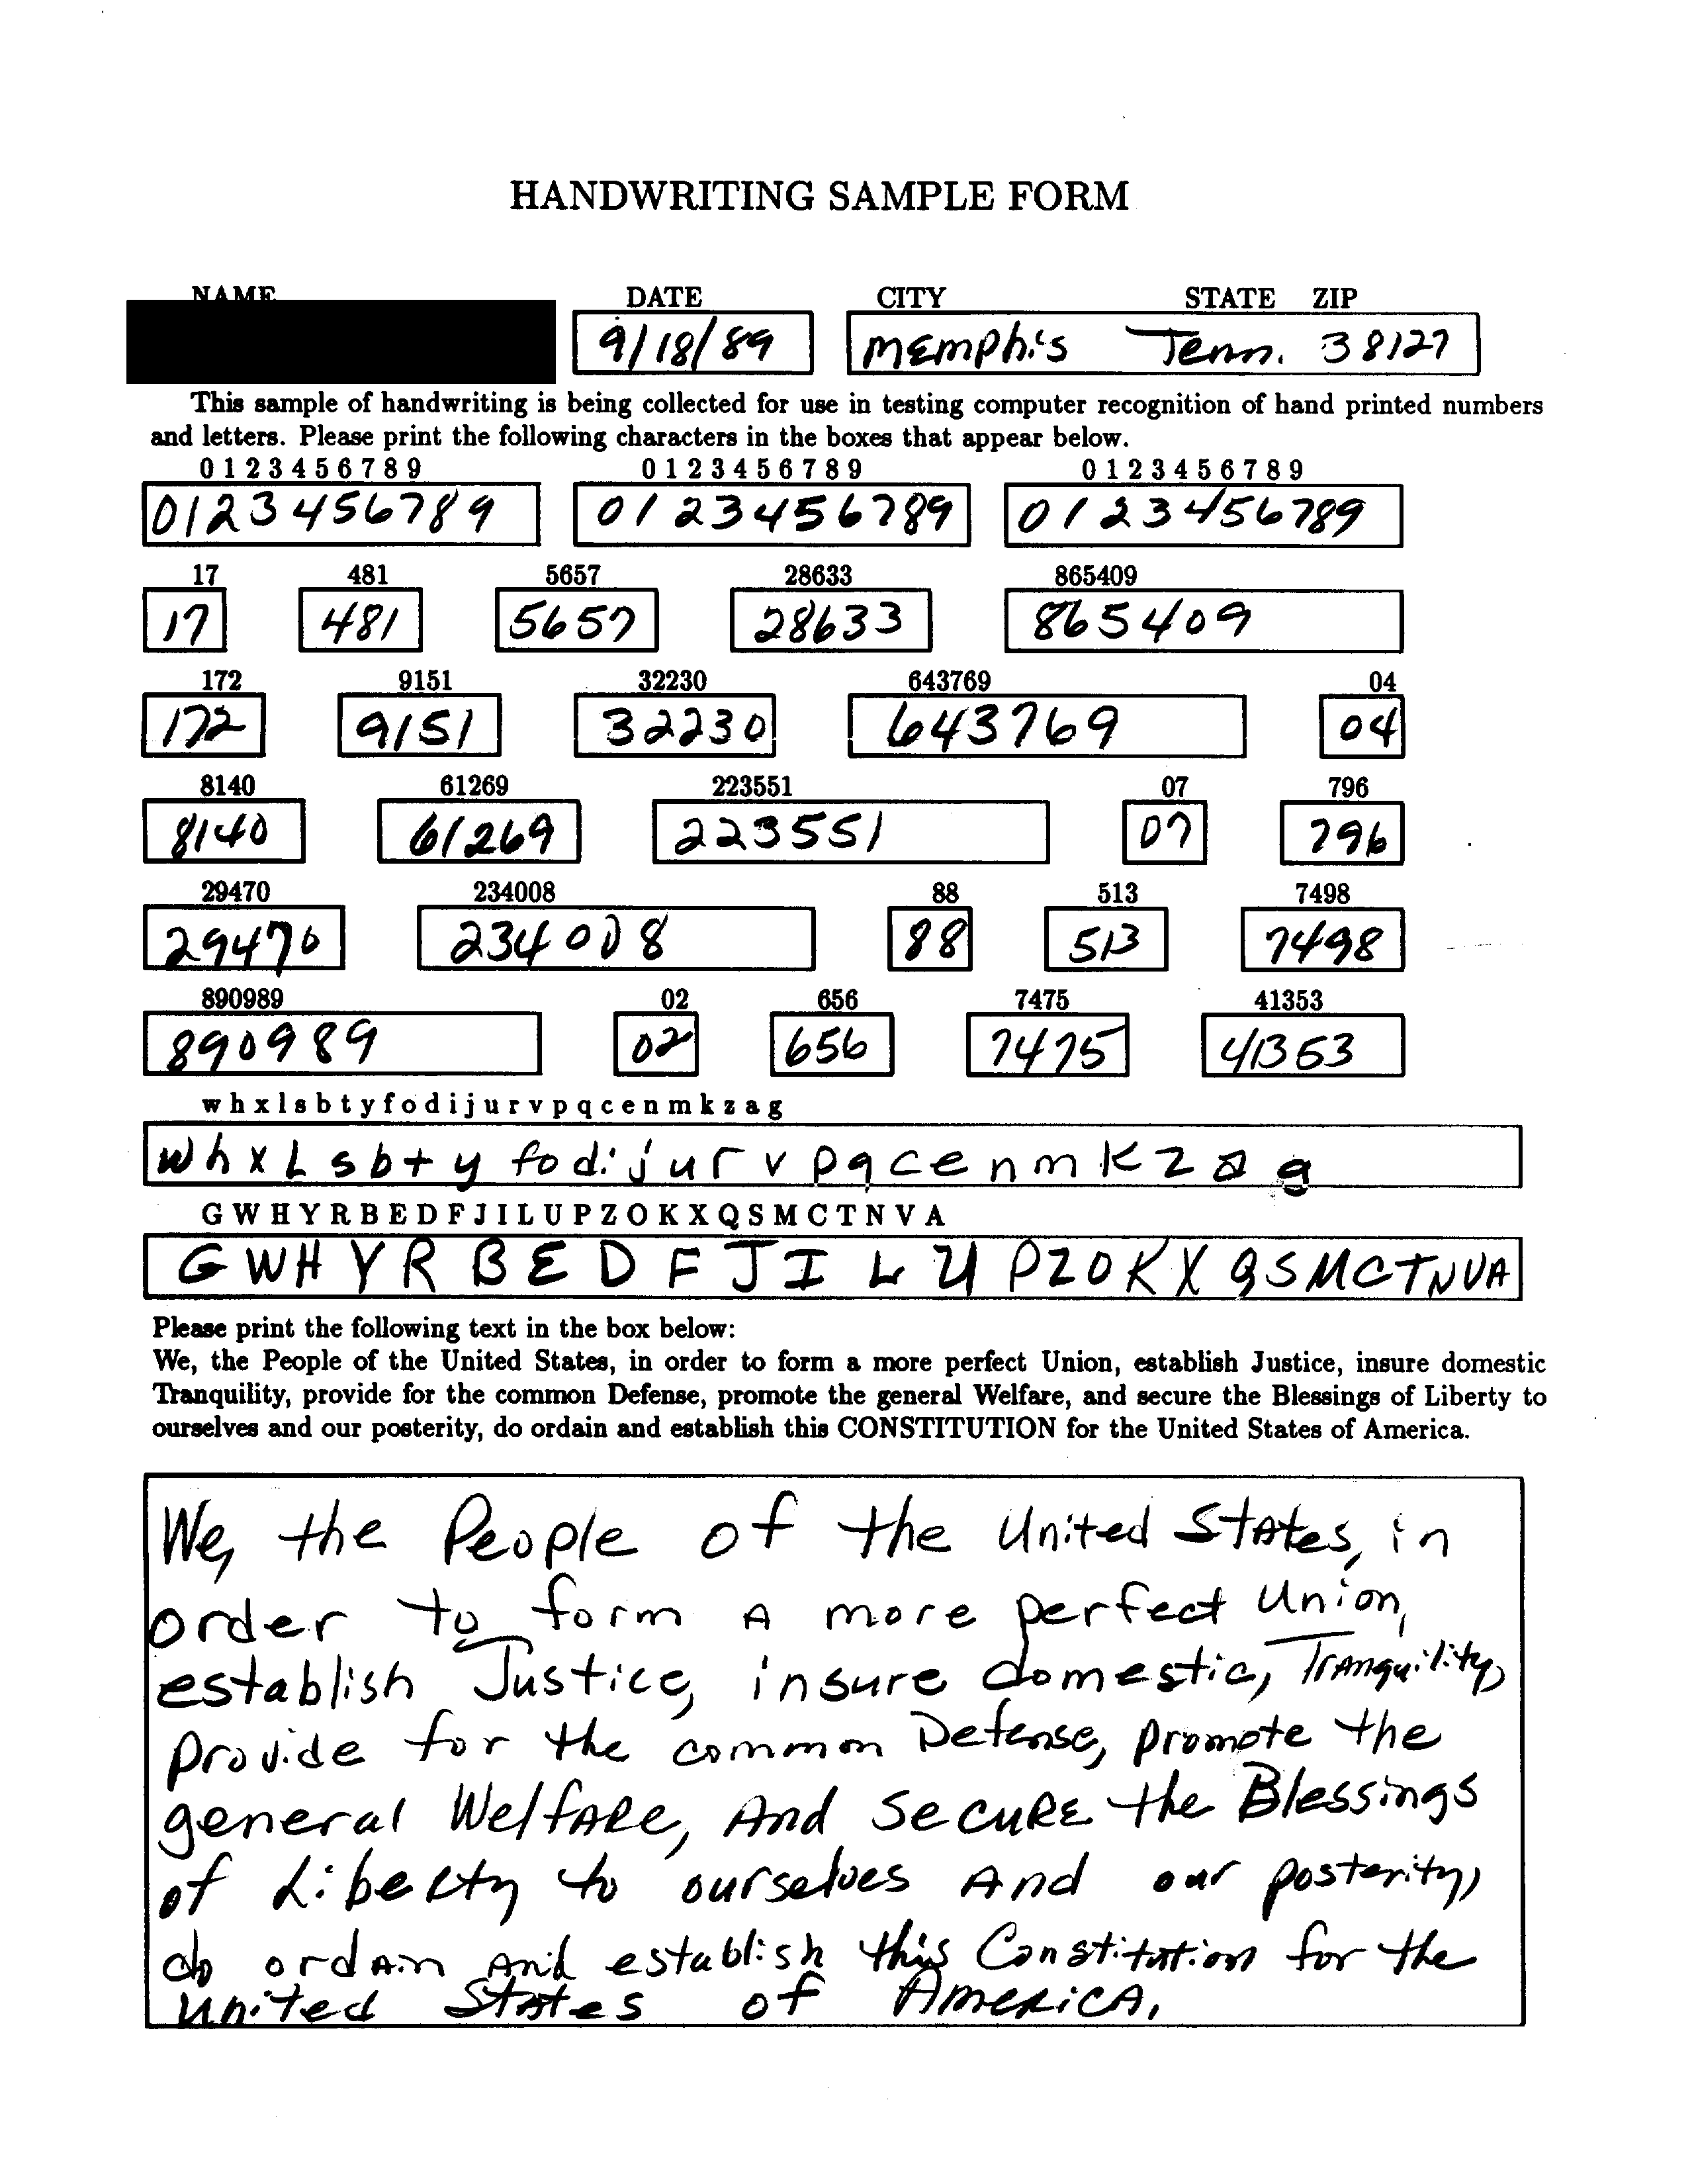 HANDWRITING SAMPLE FORM
NAME DATE CITY STATE ZIP
9/18/89 Memphis Tenn. 38127
This sample of handwriting is being collected for use in testing computer recognition of hand printed numbers
and letters. Please print the following characters in the boxes that appear below.
0 1 2 3 4 5 6 7 8 9 0 1 2 3 4 5 6 7 8 9 0 1 2 3 4 5 6 7 8 9
0123456789 0123456789 0123456789
17 481 5657 28633 865409
17 481 5657 28633 865409
172 9151 32230 643769 04
172 9151 32230 643769 04
8140 61269 223551 07 796
8140 61269 223551 07 796
29470 234008 88 513 7498
29470 234008 88 513 7498
890989 02 656 7475 41353
890989 02 656 7475 41353
w h x l s b t y f o d i j u r v p q c e n m k z a g
w h x L s b t y f o d i j u r v p q c e n m K z a g
G W H Y R B E D F J I L U P Z O K X Q S M C T N V A
G W H Y R B E D F J I L U P Z O K X Q S M C T N V A
Please print the following text in the box below:
We, the People of the United States, in order to form a more perfect Union, establish Justice, insure domestic
Tranquility, provide for the common Defense, promote the general Welfare, and secure the Blessings of Liberty to
ourselves and our posterity, do ordain and establish this CONSTITUTION for the United States of America.
We, the People of the United States, in
order to form A more perfect Union,
establish Justice, insure domestic, Tranquility,
provide for the common Defense, promote the
general Welfare, And Secure the Blessings
of Liberty to ourselves And our posterity,
do ordain And establish this Constitution for the
United States of America.